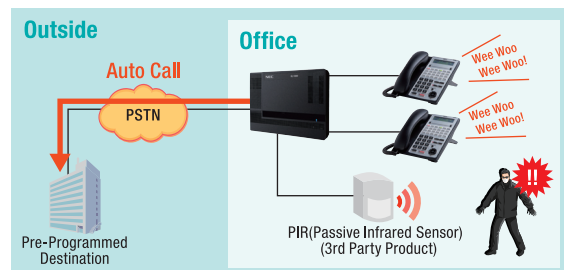 Outside
Office
Auto Call
PSTN
Wee Woo
Wee Woo!
Wee Woo
Wee Woo!
!!
PIR(Passive Infrared Sensor)
(3rd Party Product)
Pre-Programmed
Destination